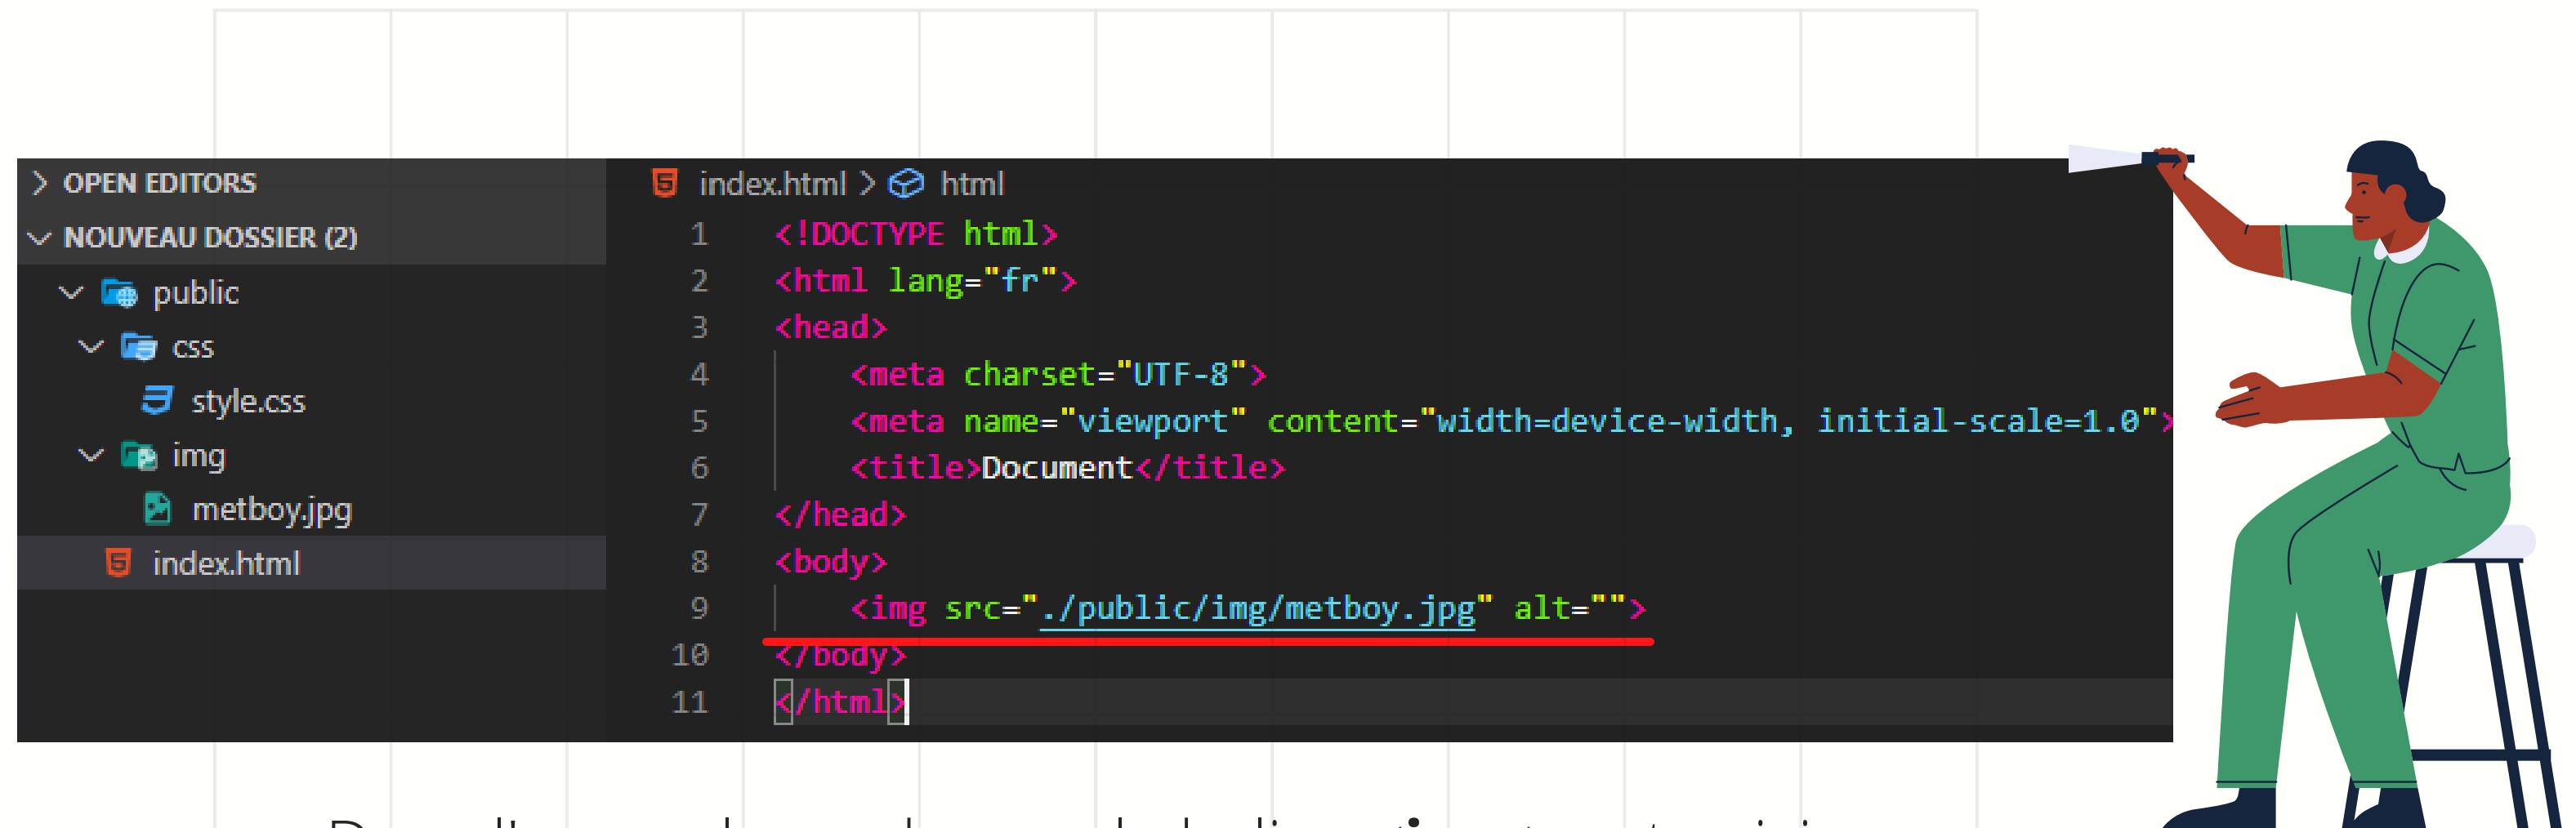 OPEN EDITORS
NOUVEAU DOSSIER (2)
public
css
style.css
img
metboy.jpg
index.html
index.html > html
1 <!DOCTYPE html>
2 <html lang="fr">
3 <head>
4 <meta charset="UTF-8">
5 <meta name="viewport" content="width=device-width, initial-scale=1.0">
6 <title>Document</title>
7 </head>
8 <body>
9 <img src="./public/img/metboy.jpg" alt="">
10 </body>
11 </html>